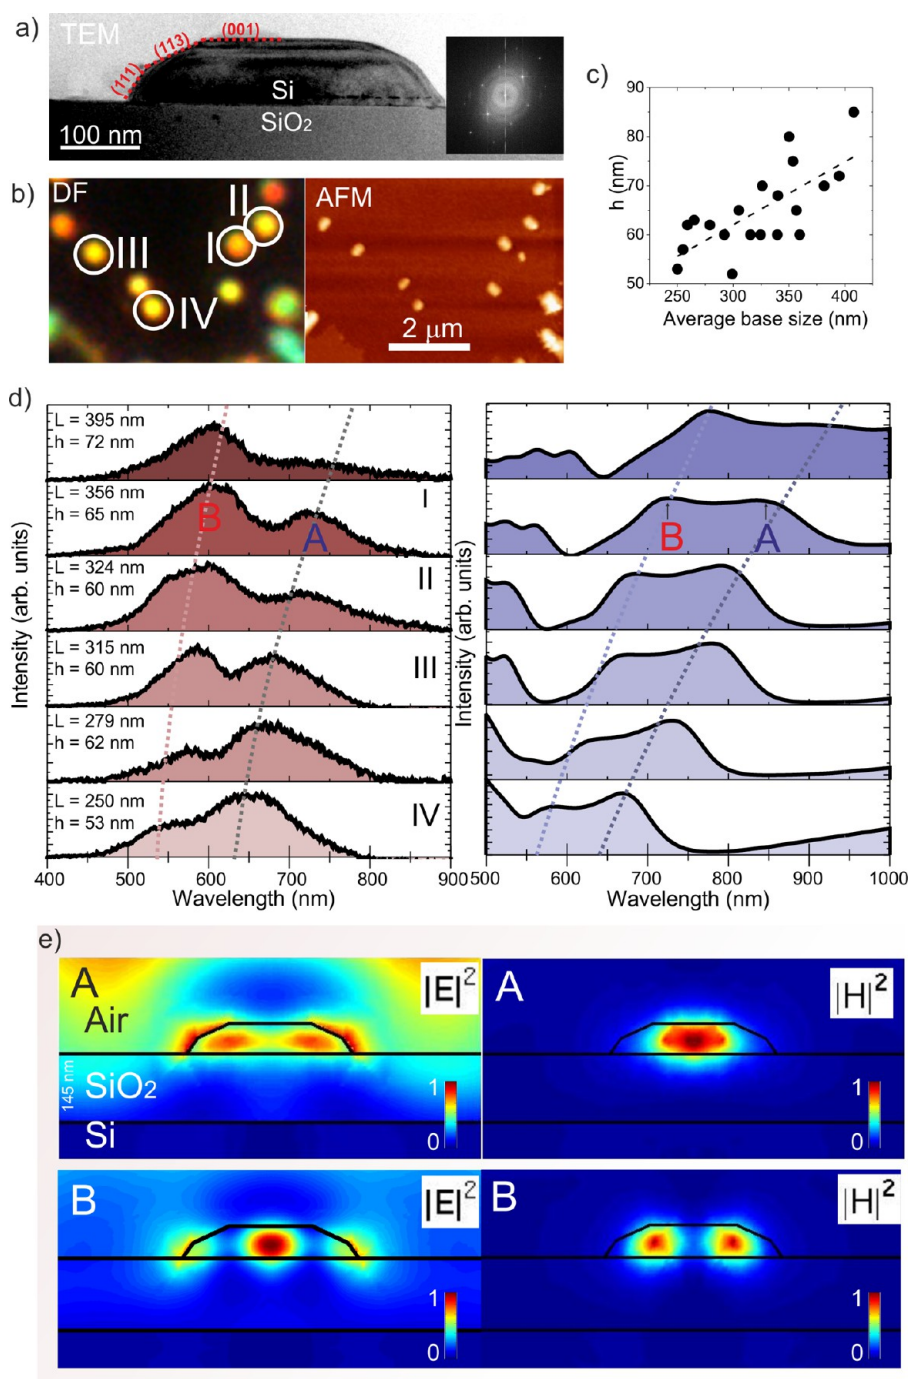 a)
TEM
(111)
(113)
(001)
Si
SiO2
100 nm
b)
DF
II
I
III
IV
AFM
2 μm
c)
90
80
70
60
50
h (nm)
250 300 350 400
Average base size (nm)
d)
L = 395 nm
h = 72 nm
L = 356 nm
h = 65 nm
I
B
A
L = 324 nm
h = 60 nm
II
L = 315 nm
h = 60 nm
III
L = 279 nm
h = 62 nm
L = 250 nm
h = 53 nm
IV
Intensity (arb. units)
400 500 600 700 800 900
Wavelength (nm)
B
A
Intensity (arb. units)
500 600 700 800 900 1000
Wavelength (nm)
e)
A
Air
|E|2
145 nm
SiO2
Si
1
0
A
|H|2
1
0
B
|E|2
1
0
B
|H|2
1
0